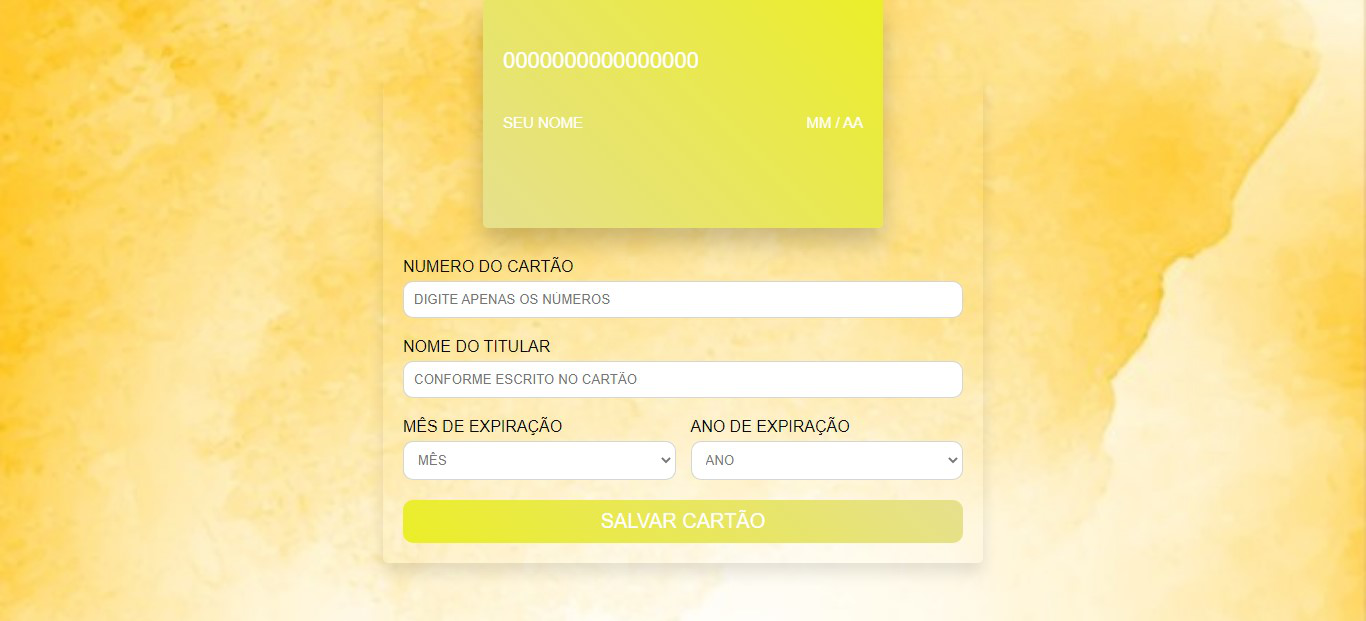 0000000000000000
SEU NOME MM / AA
NUMERO DO CARTÃO
DIGITE APENAS OS NÚMEROS
NOME DO TITULAR
CONFORME ESCRITO NO CARTÃO
MÊS DE EXPIRAÇÃO ANO DE EXPIRAÇÃO
MÊS ANO
SALVAR CARTÃO